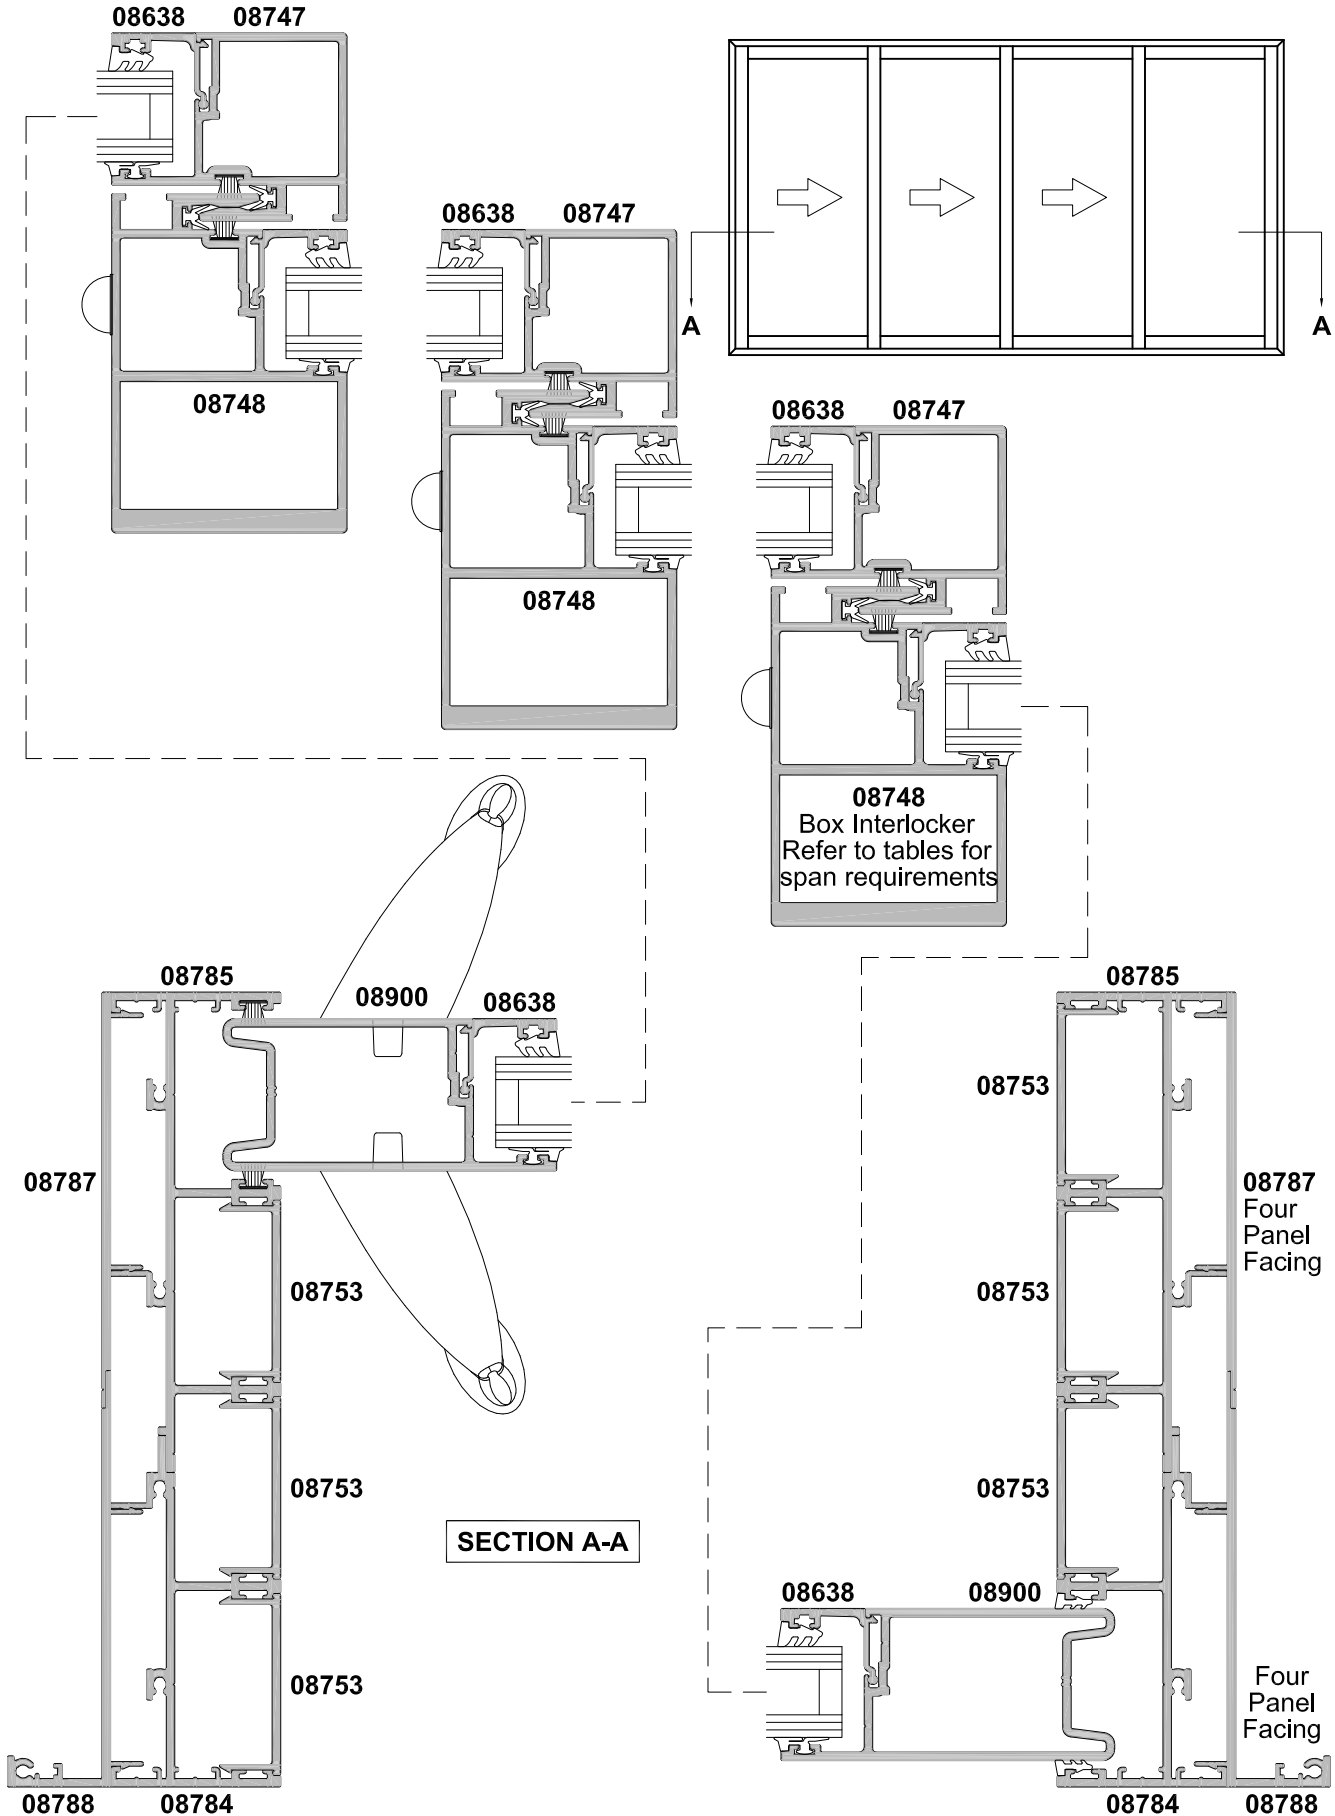 08638 08747
08638 08747
A A
08748
08638 08747
08748
08748
Box Interlocker
Refer to tables for
span requirements
08785
08900 08638
08785
08753
08787
08787
Four
Panel
Facing
08753
08753
08753
08753
SECTION A-A
08638 08900
08753
Four
Panel
Facing
08788 08784
08784 08788